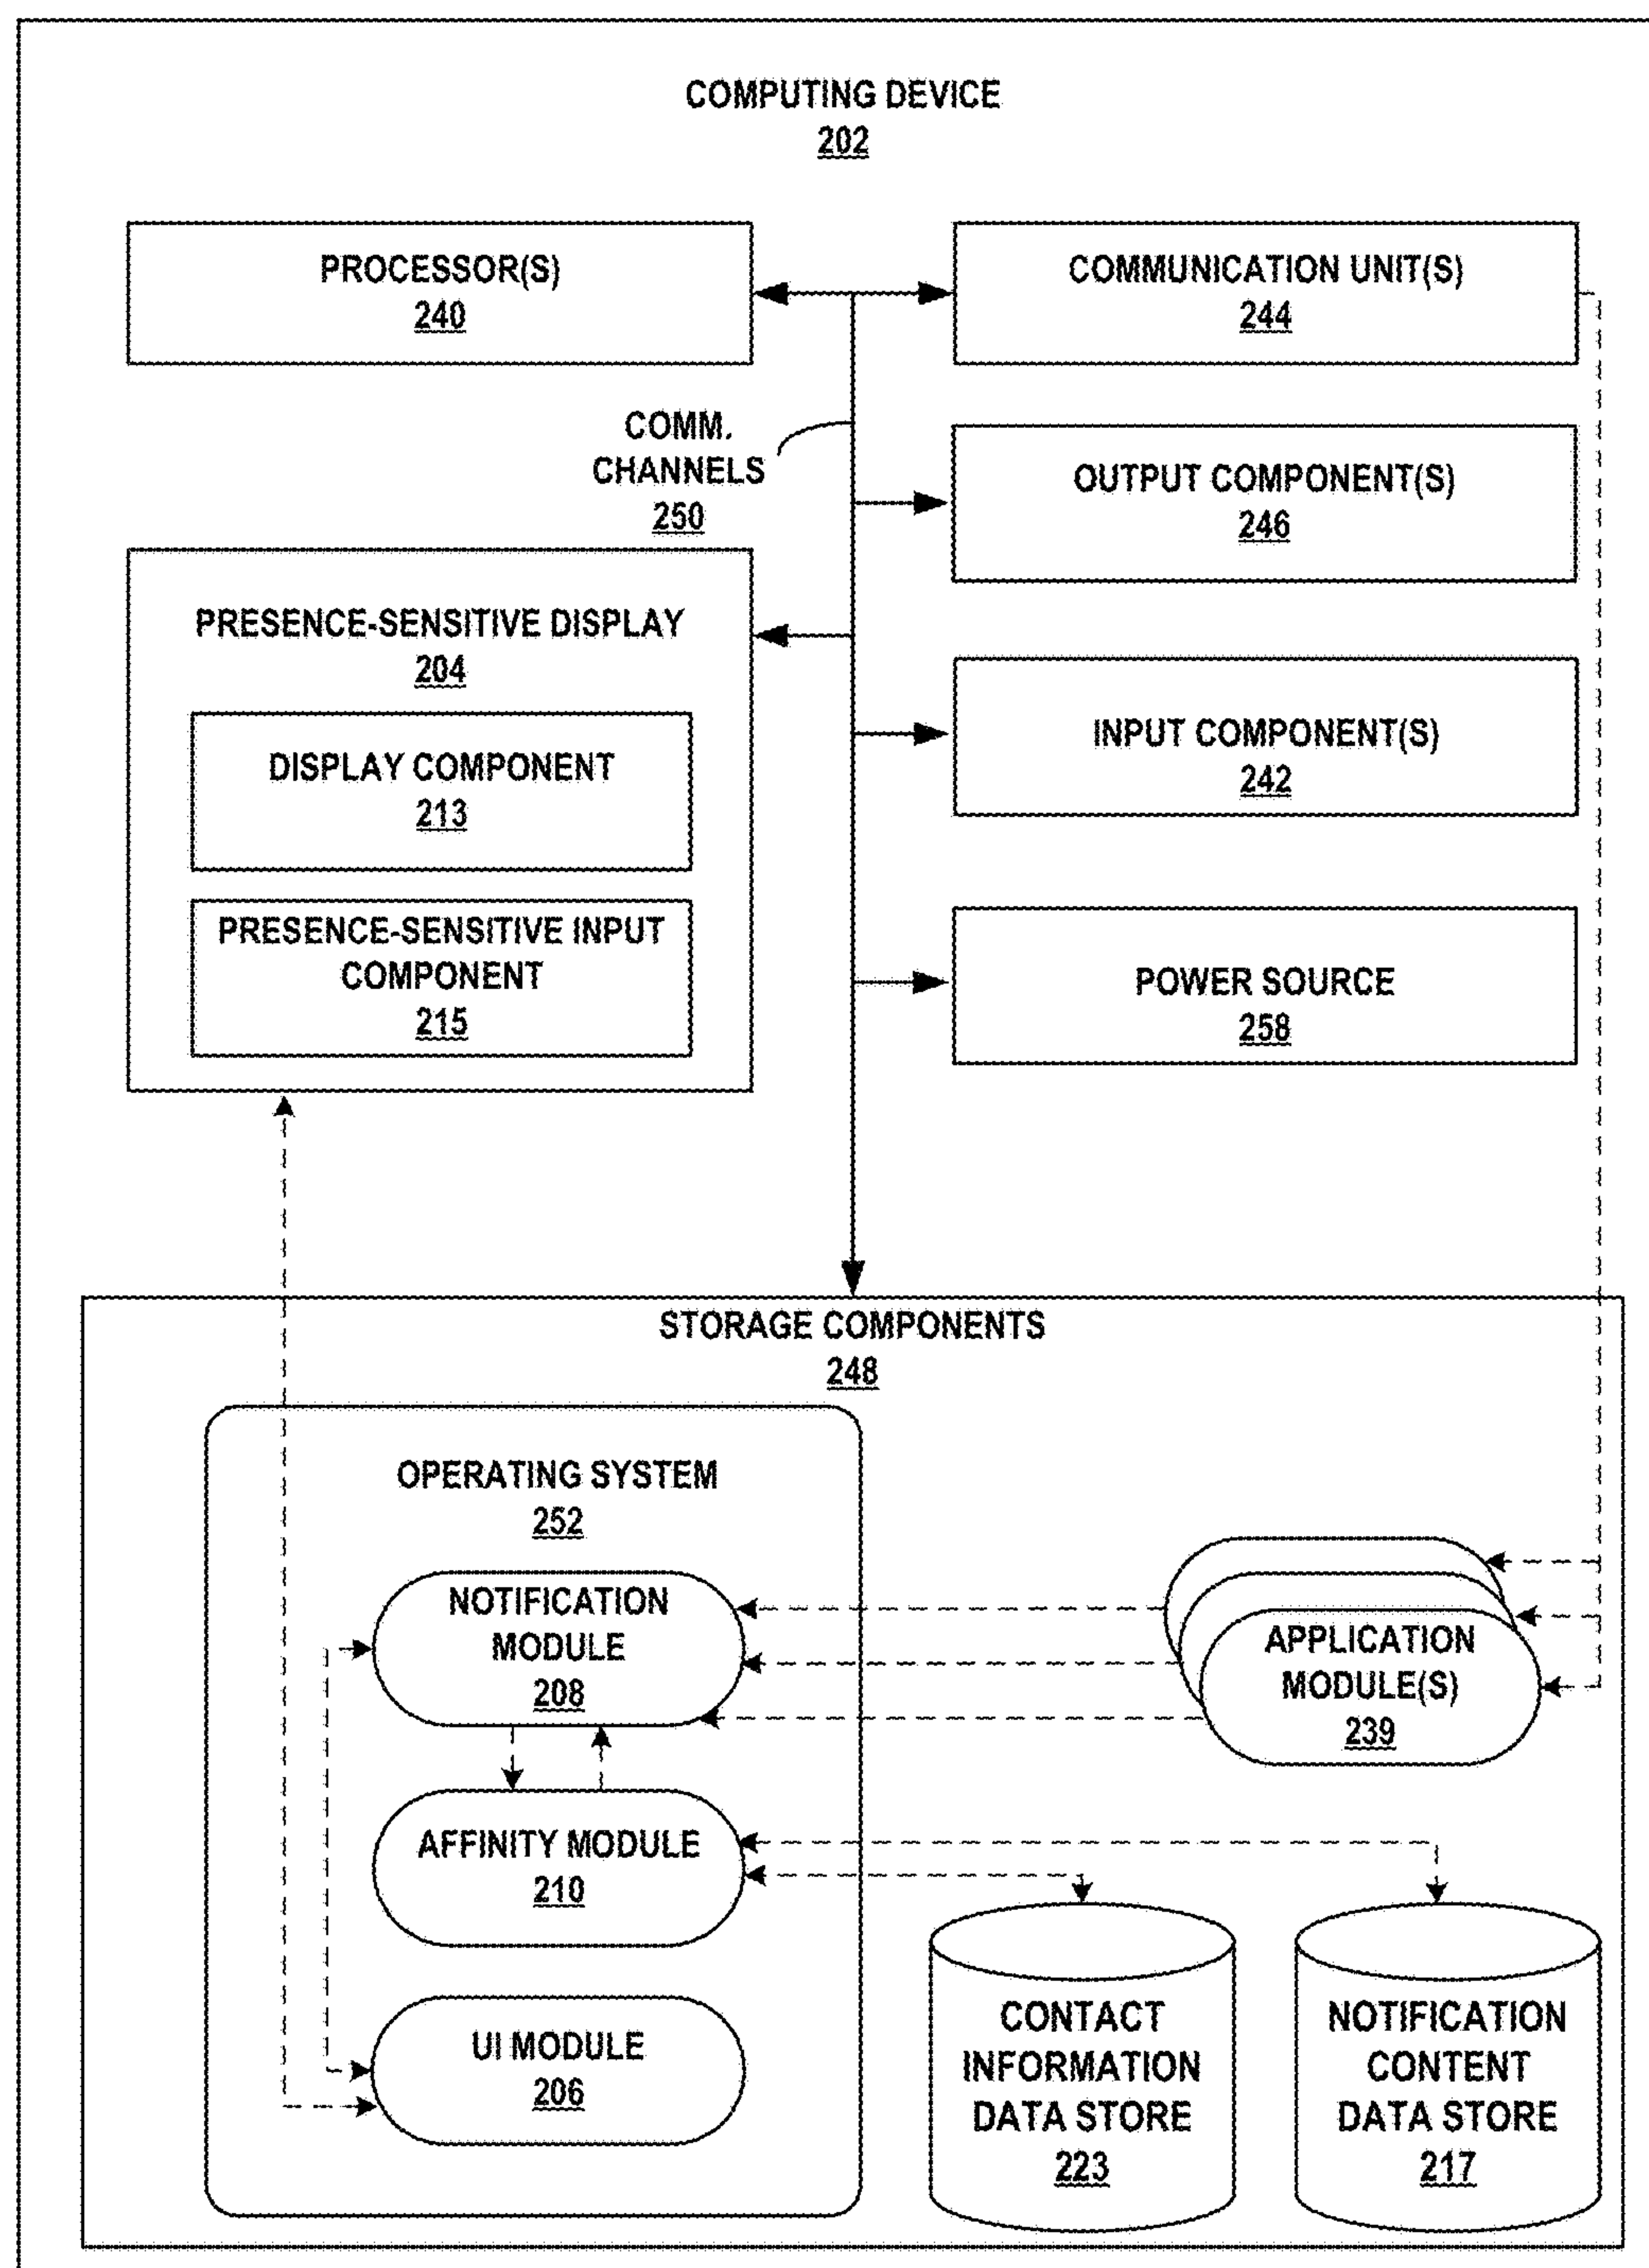 COMPUTING DEVICE
202
PROCESSOR(S)
240
COMMUNICATION UNIT(S)
244
COMM.
CHANNELS
250
OUTPUT COMPONENT(S)
246
PRESENCE-SENSITIVE DISPLAY
204
DISPLAY COMPONENT
213
PRESENCE-SENSITIVE INPUT
COMPONENT
215
INPUT COMPONENT(S)
242
POWER SOURCE
258
STORAGE COMPONENTS
248
OPERATING SYSTEM
252
NOTIFICATION
MODULE
208
APPLICATION
MODULE(S)
239
AFFINITY MODULE
210
UI MODULE
206
CONTACT
INFORMATION
DATA STORE
223
NOTIFICATION
CONTENT
DATA STORE
217